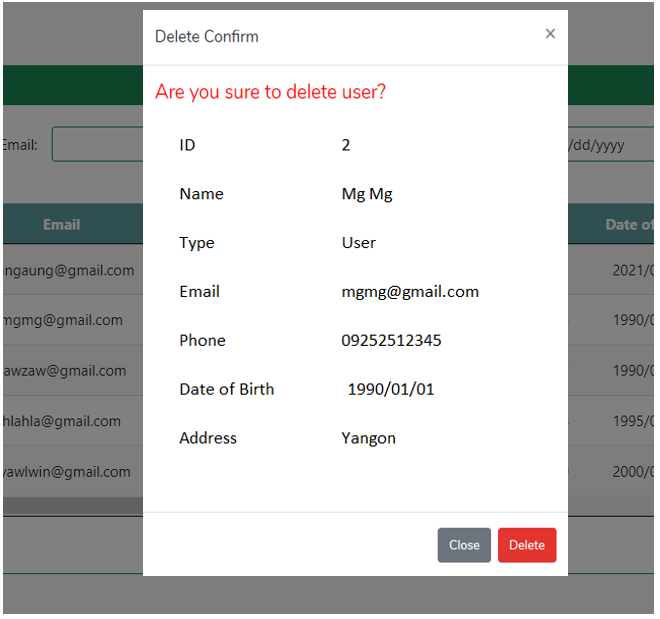 Delete Confirm ×
Are you sure to delete user?
ID 2
Name Mg Mg
Type User
Email mgmg@gmail.com
Phone 09252512345
Date of Birth 1990/01/01
Address Yangon
Close Delete
Email:
/dd/yyyy
Email Date of
ngaung@gmail.com 2021/0
mgmg@gmail.com 1990/0
awzaw@gmail.com 1990/0
hlahla@gmail.com 1995/0
yawlwin@gmail.com 2000/0